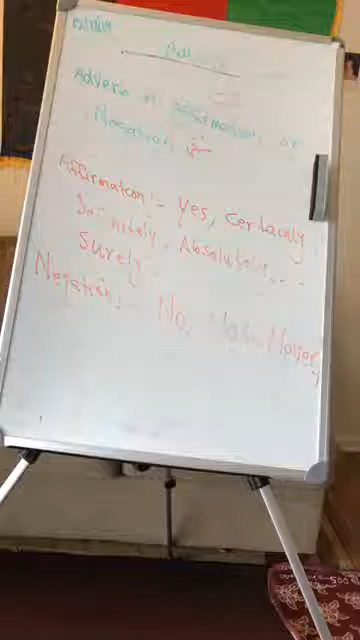 Adverb of Affirmation or
Negation
Affirmation:- Yes, Certainly
Definitely, Absolutely,
Surely.
Negation:- No, Not, Never,